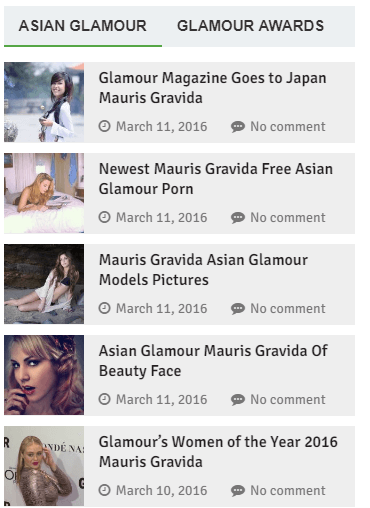 ASIAN GLAMOUR GLAMOUR AWARDS
Glamour Magazine Goes to Japan
Mauris Gravida
March 11, 2016 No comment
Newest Mauris Gravida Free Asian
Glamour Porn
March 11, 2016 No comment
Mauris Gravida Asian Glamour
Models Pictures
March 11, 2016 No comment
Asian Glamour Mauris Gravida Of
Beauty Face
March 11, 2016 No comment
Glamour’s Women of the Year 2016
Mauris Gravida
March 10, 2016 No comment